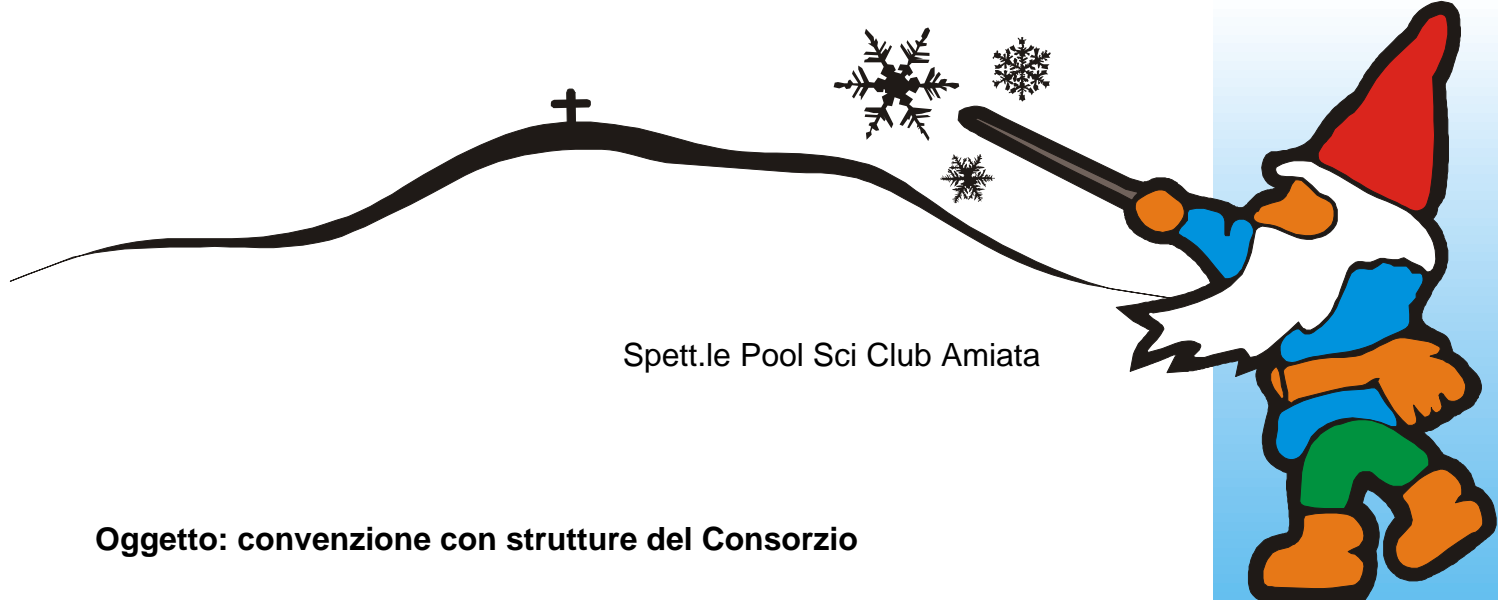 Spett.le Pool Sci Club Amiata
Oggetto: convenzione con strutture del Consorzio